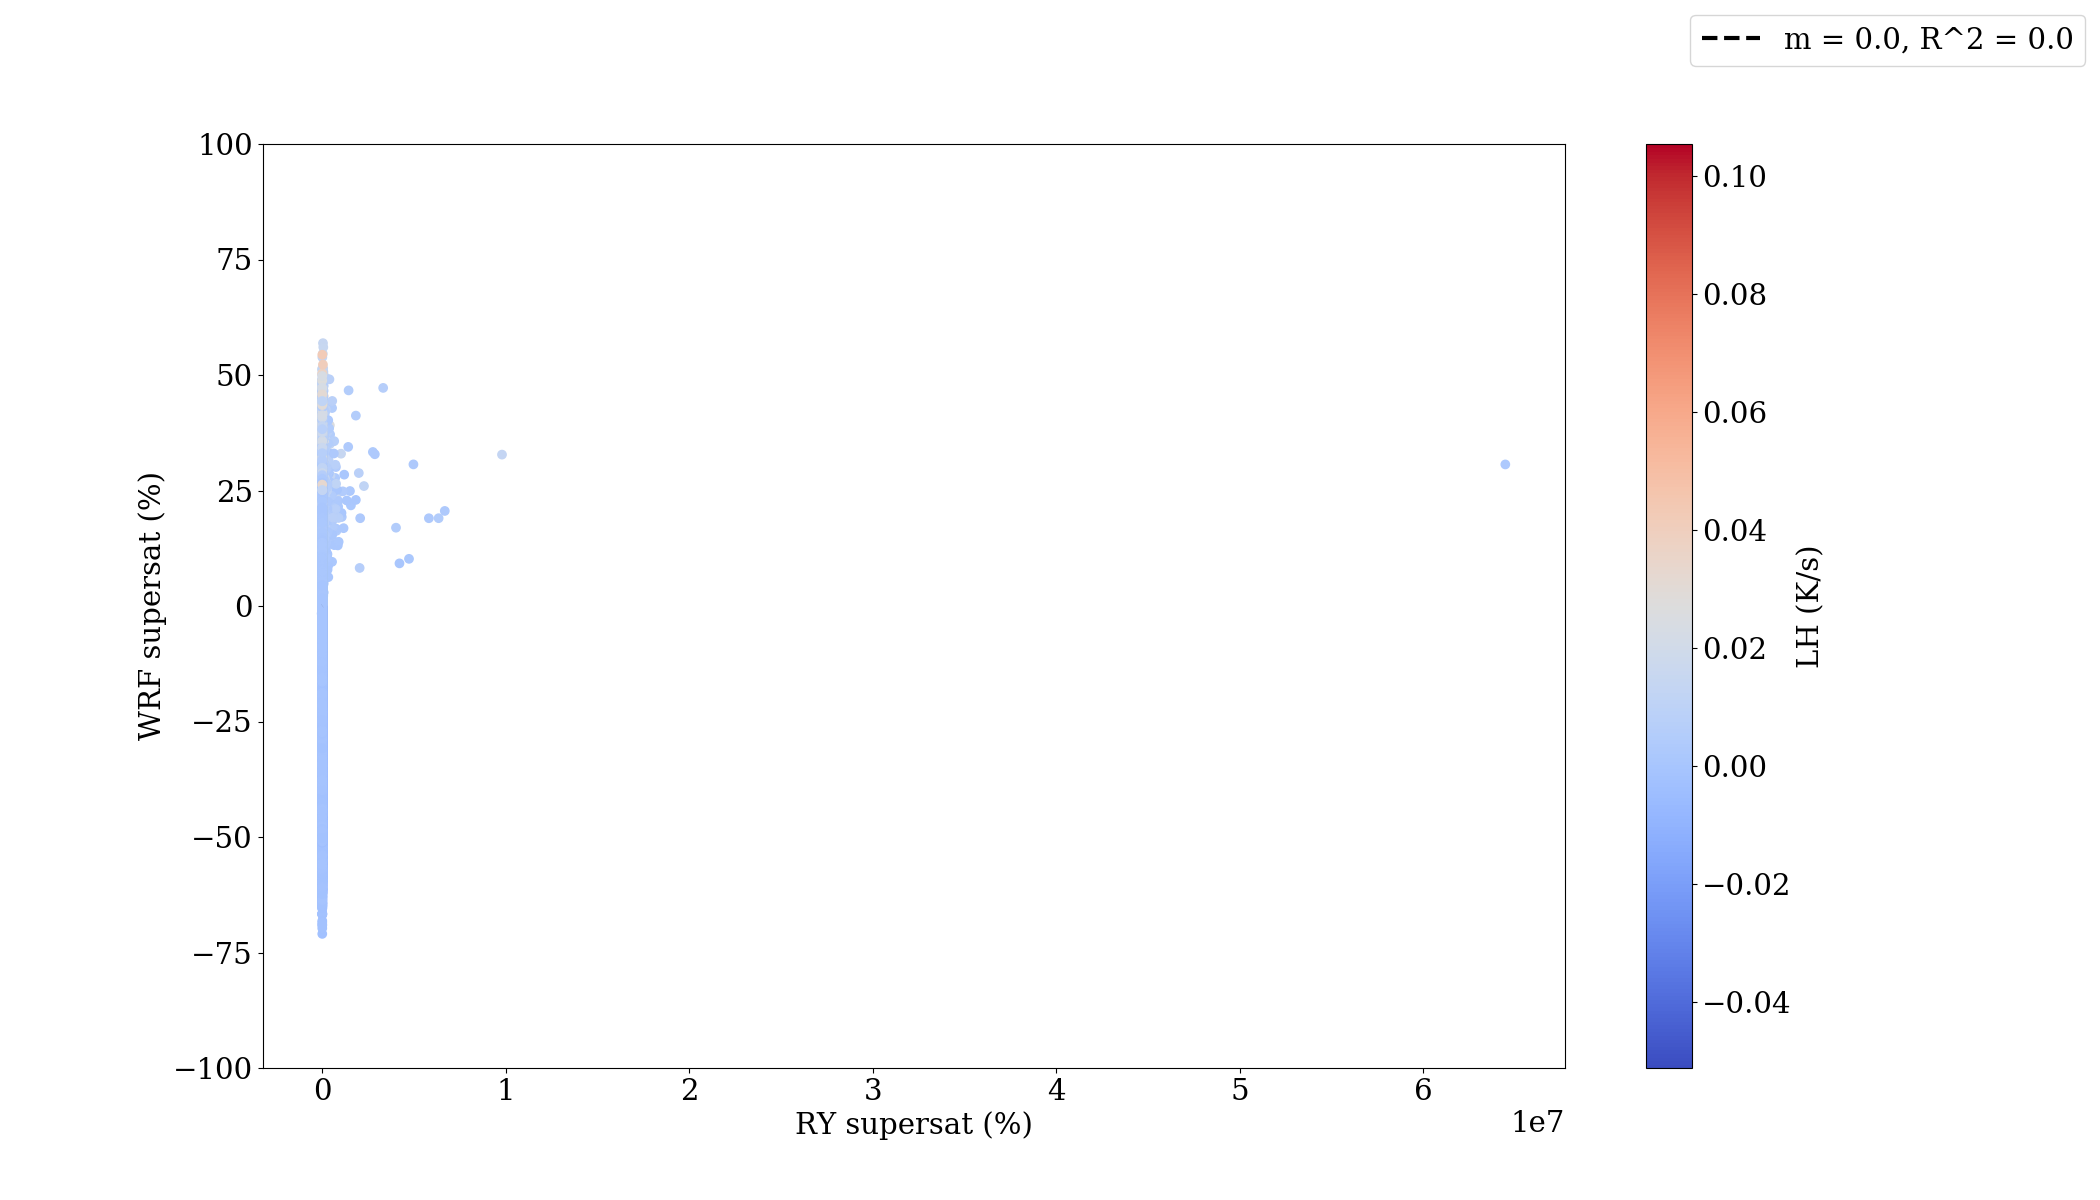 m = 0.0, R^2 = 0.0
100
75
50
25
0
−25
−50
−75
−100
WRF supersat (%)
0 1 2 3 4 5 6
1e7
RY supersat (%)
0.10
0.08
0.06
0.04
0.02
0.00
−0.02
−0.04
LH (K/s)